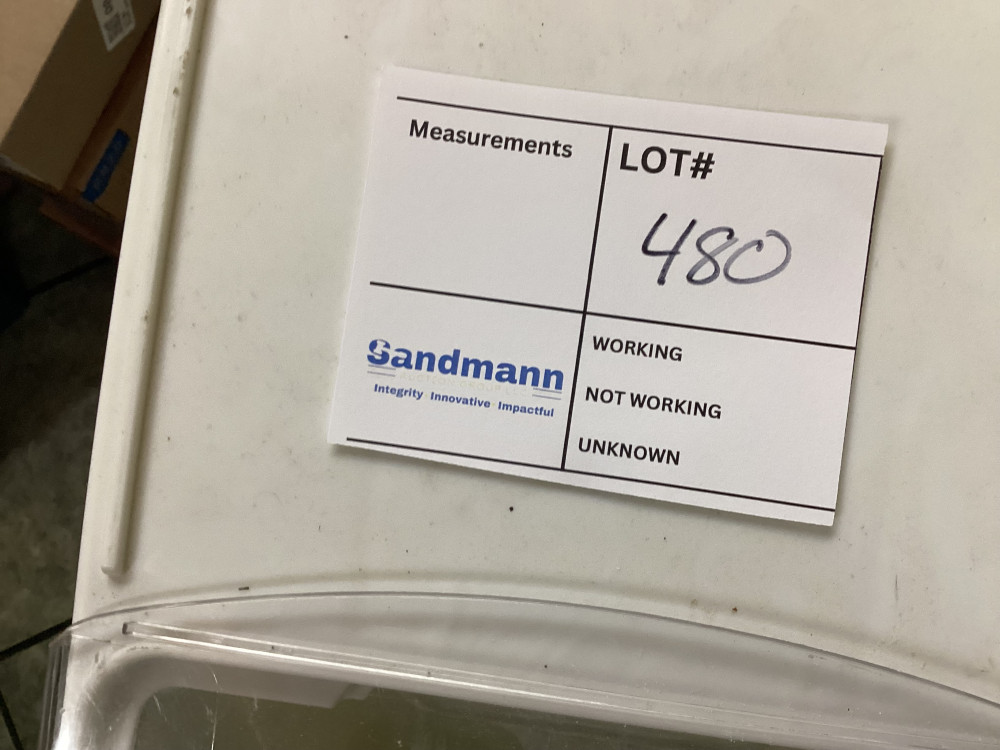 Measurements
LOT#
480
Sandmann
Integrity Innovative Impactful
WORKING
NOT WORKING
UNKNOWN